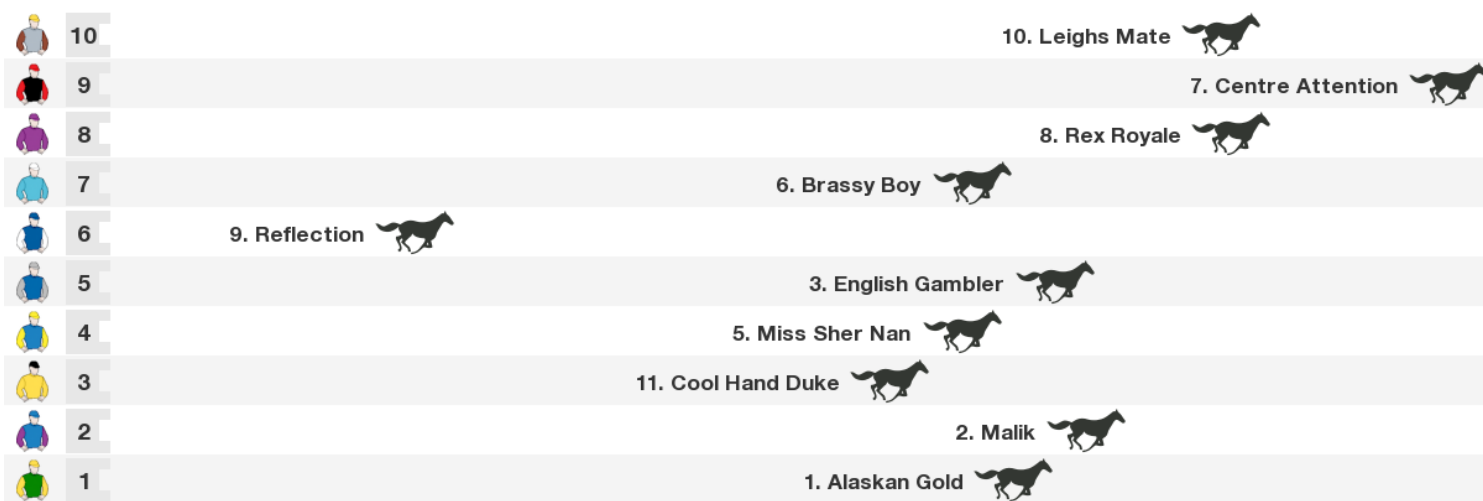 10 10. Leighs Mate
9 7. Centre Attention
8 8. Rex Royale
7 6. Brassy Boy
6 9. Reflection
5 3. English Gambler
4 5. Miss Sher Nan
3 11. Cool Hand Duke
2 2. Malik
1 1. Alaskan Gold